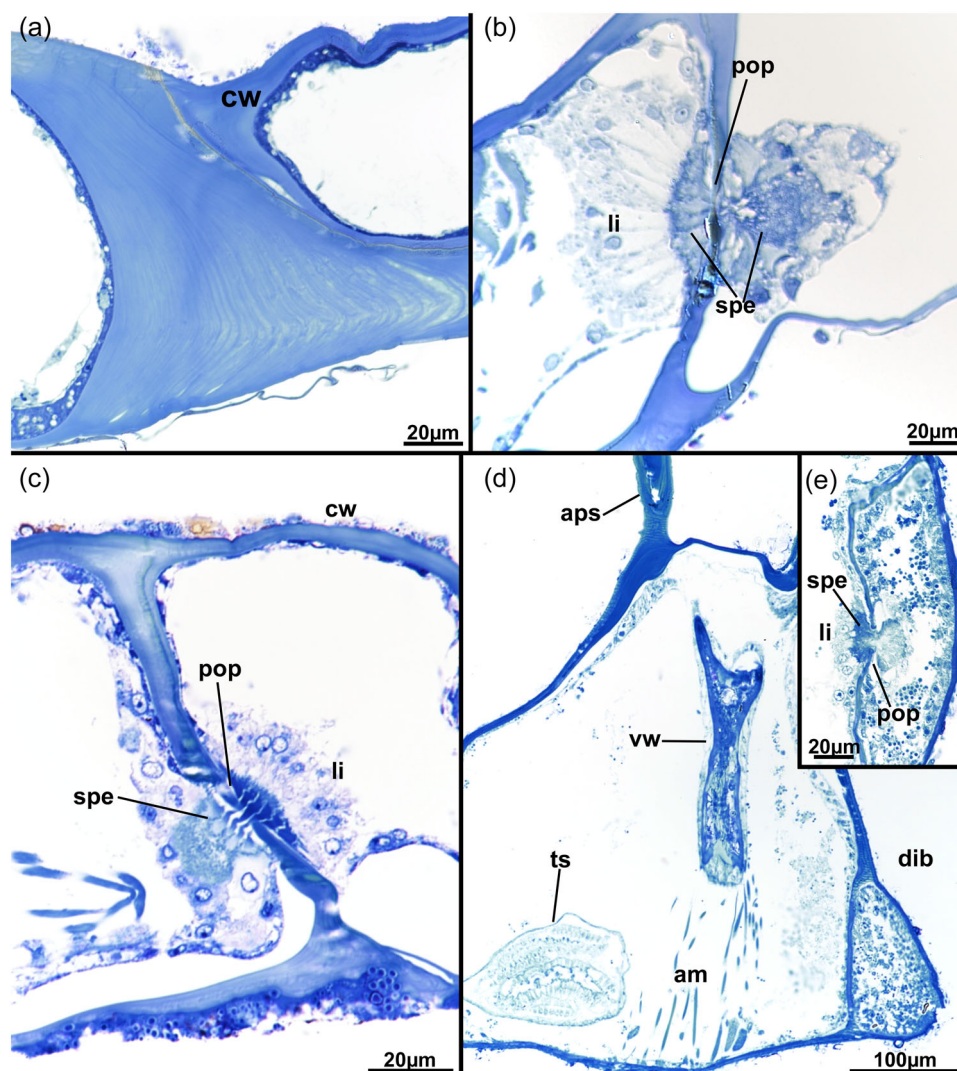 (a)
cw
20µm
(b)
pop
li
spe
20µm
(c)
cw
pop
li
spe
20µm
(d)
aps
vw
ts
am
dib
100µm
(e)
spe
li
pop
20µm